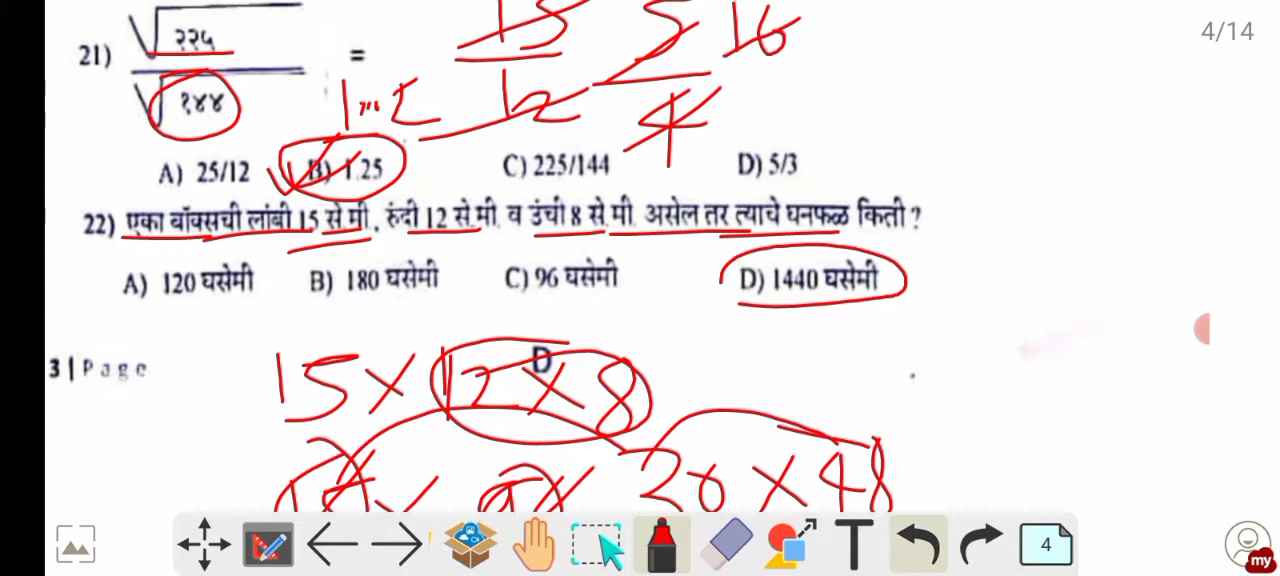 4/14
21) √२२५ / √१४४ = 15/12 5/4 16
1.25
A) 25/12 B) 1.25 C) 225/144 D) 5/3
22) एका बॉक्सची लांबी 15 से.मी, रुंदी 12 से.मी. व उंची 8 से.मी. असेल तर त्याचे घनफळ किती ?
A) 120 घसेमी B) 180 घसेमी C) 96 घसेमी D) 1440 घसेमी
3 | Page D
15 × 12 × 8
48
T 4
my